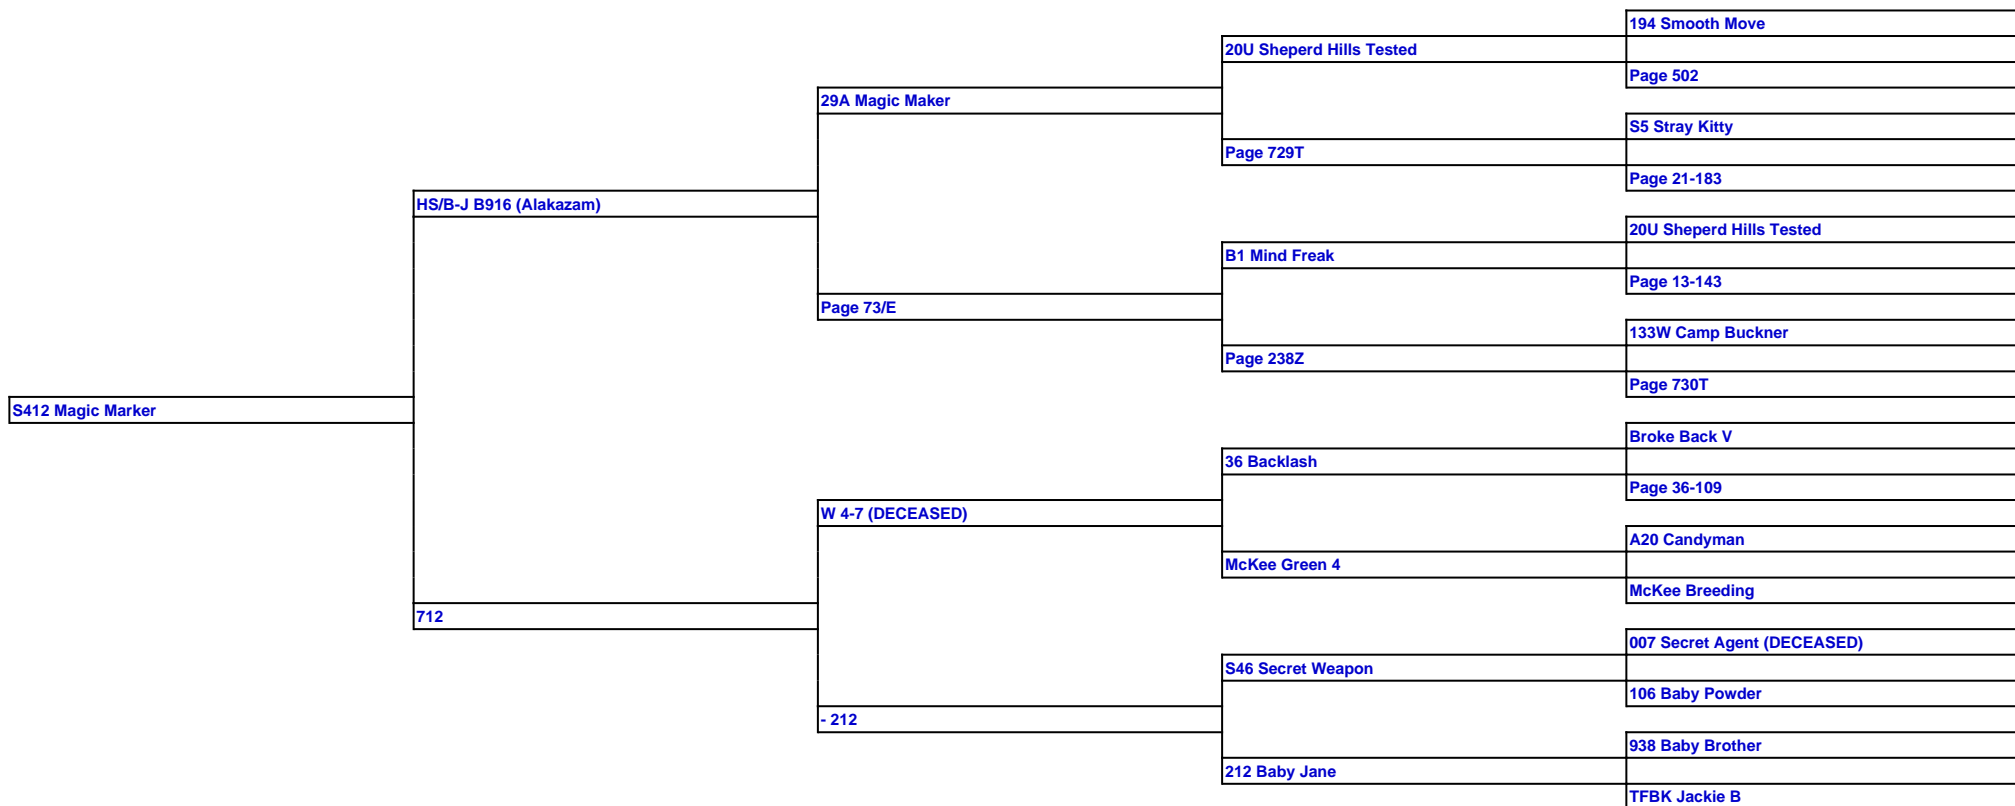 194 Smooth Move
20U Sheperd Hills Tested
Page 502
29A Magic Maker
S5 Stray Kitty
Page 729T
Page 21-183
HS/B-J B916 (Alakazam)
20U Sheperd Hills Tested
B1 Mind Freak
Page 13-143
Page 73/E
133W Camp Buckner
Page 238Z
Page 730T
S412 Magic Marker
Broke Back V
36 Backlash
Page 36-109
W 4-7 (DECEASED)
A20 Candyman
McKee Green 4
McKee Breeding
712
007 Secret Agent (DECEASED)
S46 Secret Weapon
106 Baby Powder
- 212
938 Baby Brother
212 Baby Jane
TFBK Jackie B